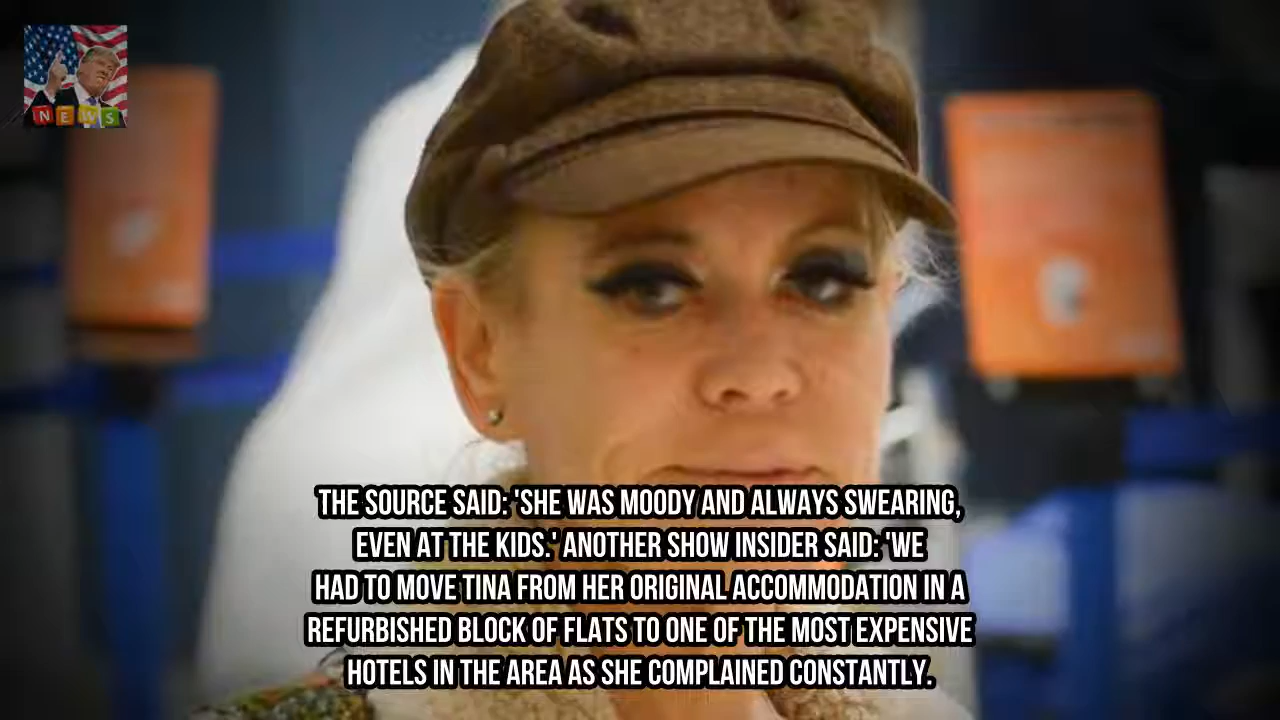 NEWS
THE SOURCE SAID: 'SHE WAS MOODY AND ALWAYS SWEARING,
EVEN AT THE KIDS.' ANOTHER SHOW INSIDER SAID: 'WE
HAD TO MOVE TINA FROM HER ORIGINAL ACCOMMODATION IN A
REFURBISHED BLOCK OF FLATS TO ONE OF THE MOST EXPENSIVE
HOTELS IN THE AREA AS SHE COMPLAINED CONSTANTLY.